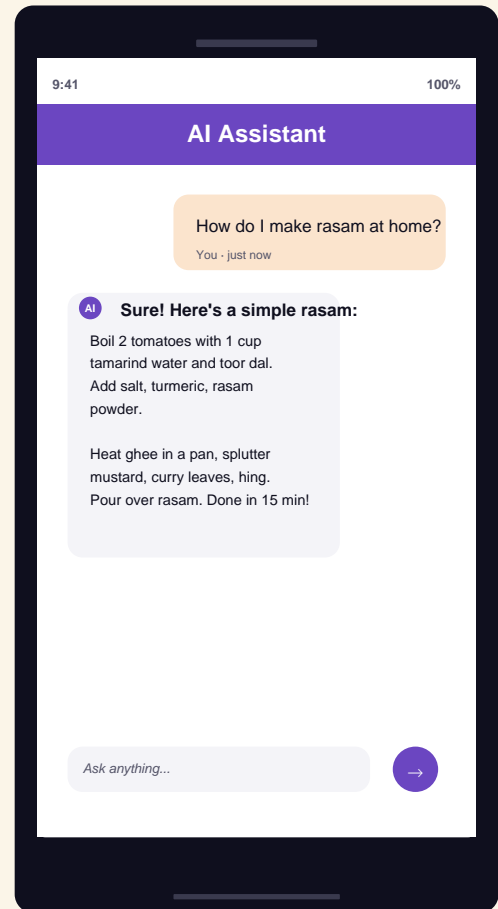 9:41 100%
AI Assistant
How do I make rasam at home?
You · just now
AI Sure! Here's a simple rasam:
Boil 2 tomatoes with 1 cup
tamarind water and toor dal.
Add salt, turmeric, rasam
powder.
Heat ghee in a pan, splutter
mustard, curry leaves, hing.
Pour over rasam. Done in 15 min!
Ask anything...
→